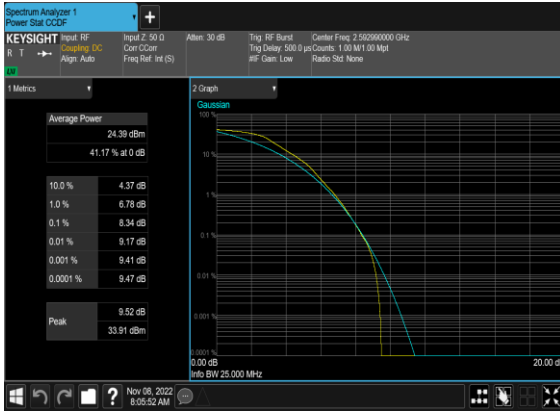 Spectrum Analyzer 1
Power Stat CCDF
+
KEYSIGHT
R T
Input: RF
Coupling: DC
Align: Auto
Input Z: 50 Ω
Corr CCorr
Freq Ref: Int (S)
Atten: 30 dB
Trig: RF Burst
Trig Delay: 500.0 µs
#IF Gain: Low
Center Freq: 2.592990000 GHz
Counts: 1.00 M/1.00 Mpt
Radio Std: None
1 Metrics
Average Power
24.39 dBm
41.17 % at 0 dB
10.0 % 4.37 dB
1.0 % 6.78 dB
0.1 % 8.34 dB
0.01 % 9.17 dB
0.001 % 9.41 dB
0.0001 % 9.47 dB
Peak
9.52 dB
33.91 dBm
2 Graph
Gaussian
100 %
10 %
1 %
0.1 %
0.01 %
0.001 %
0.0001 %
0.00 dB
20.00 d
Info BW 25.000 MHz
?
Nov 08, 2022
8:05:52 AM